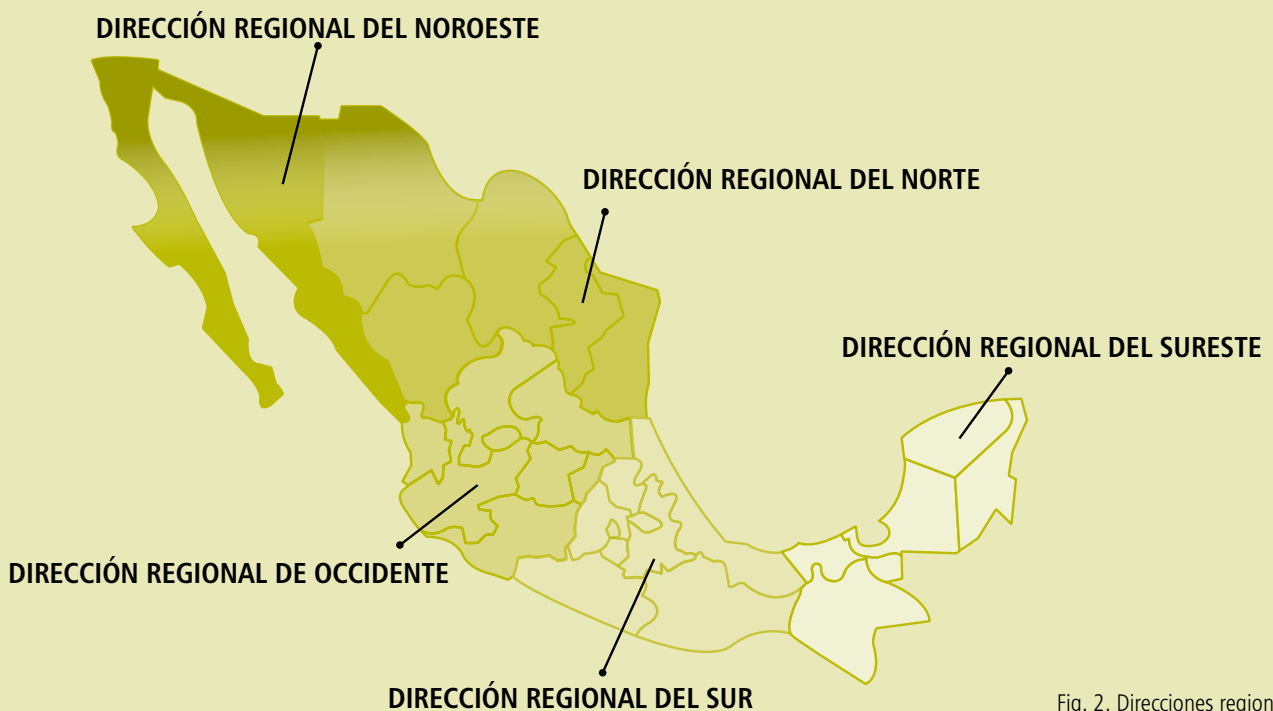 DIRECCIÓN REGIONAL DEL NOROESTE
DIRECCIÓN REGIONAL DEL NORTE
DIRECCIÓN REGIONAL DEL SURESTE
DIRECCIÓN REGIONAL DE OCCIDENTE
DIRECCIÓN REGIONAL DEL SUR
Fig. 2. Direcciones region